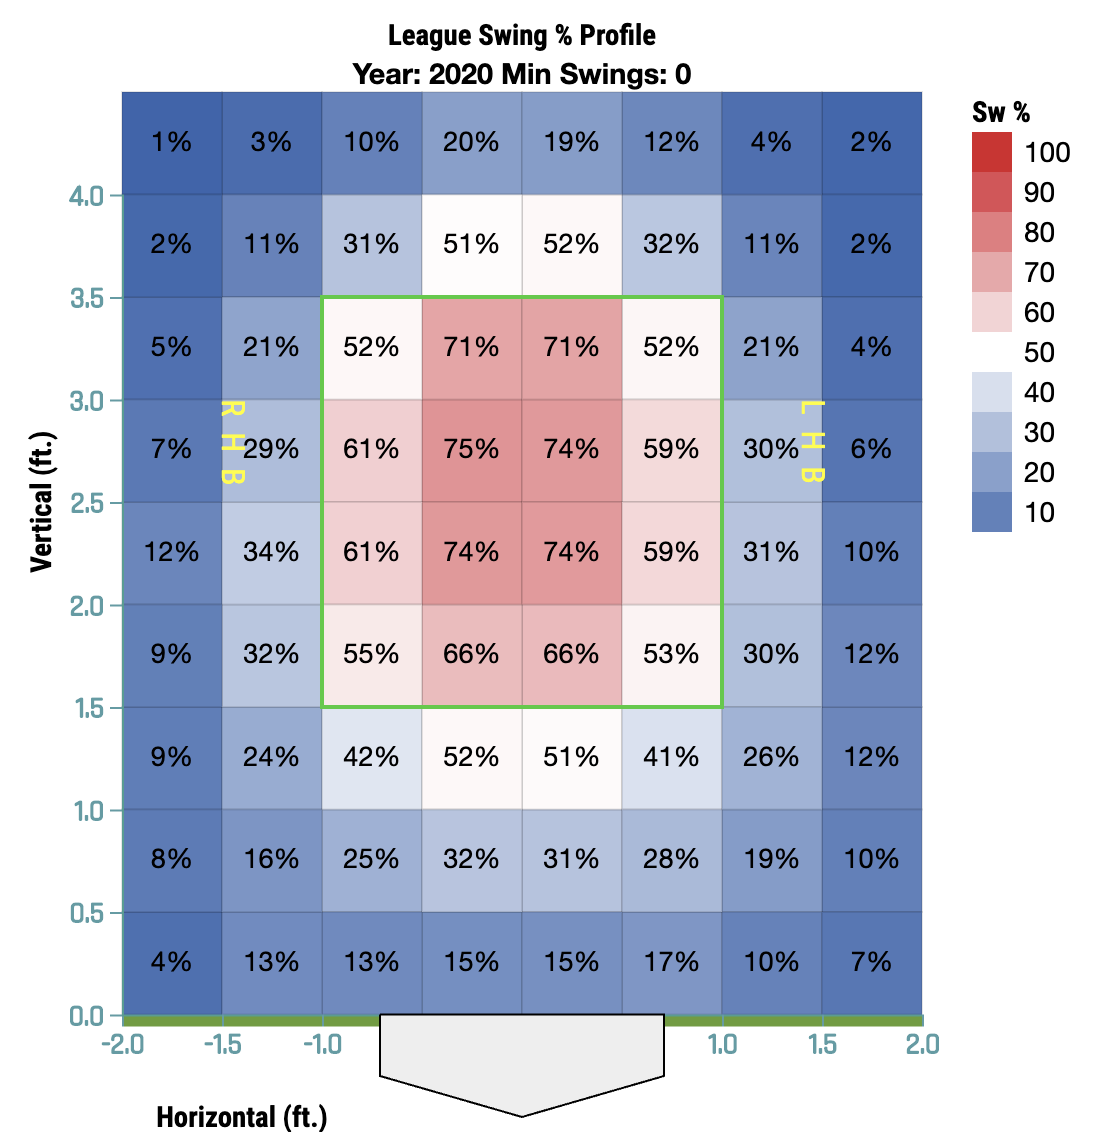 League Swing % Profile
Year: 2020 Min Swings: 0
Sw %
100
90
80
70
60
50
40
30
20
10
Vertical (ft.)
1% 3% 10% 20% 19% 12% 4% 2%
4.0
2% 11% 31% 51% 52% 32% 11% 2%
3.5
5% 21% 52% 71% 71% 52% 21% 4%
3.0
RHB
LHB
7% 29% 61% 75% 74% 59% 30% 6%
2.5
12% 34% 61% 74% 74% 59% 31% 10%
2.0
9% 32% 55% 66% 66% 53% 30% 12%
1.5
9% 24% 42% 52% 51% 41% 26% 12%
1.0
8% 16% 25% 32% 31% 28% 19% 10%
0.5
4% 13% 13% 15% 15% 17% 10% 7%
0.0
-2.0 -1.5 -1.0 1.0 1.5 2.0
Horizontal (ft.)